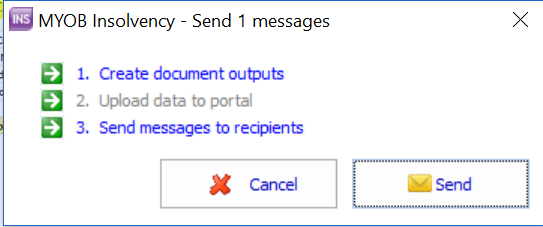 INS MYOB Insolvency - Send 1 messages
1. Create document outputs
2. Upload data to portal
3. Send messages to recipients
Cancel Send